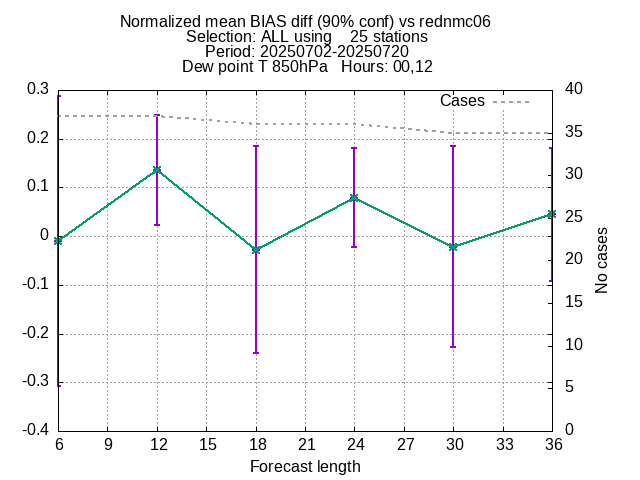 Normalized mean BIAS diff (90% conf) vs rednmc06
Selection: ALL using    25 stations
Period: 20250702-20250720
Dew point T 850hPa   Hours: 00,12
Cases
0.3
0.2
0.1
0
-0.1
-0.2
-0.3
-0.4
40
35
30
25
20
15
10
5
0
No cases
6 9 12 15 18 21 24 27 30 33 36
Forecast length